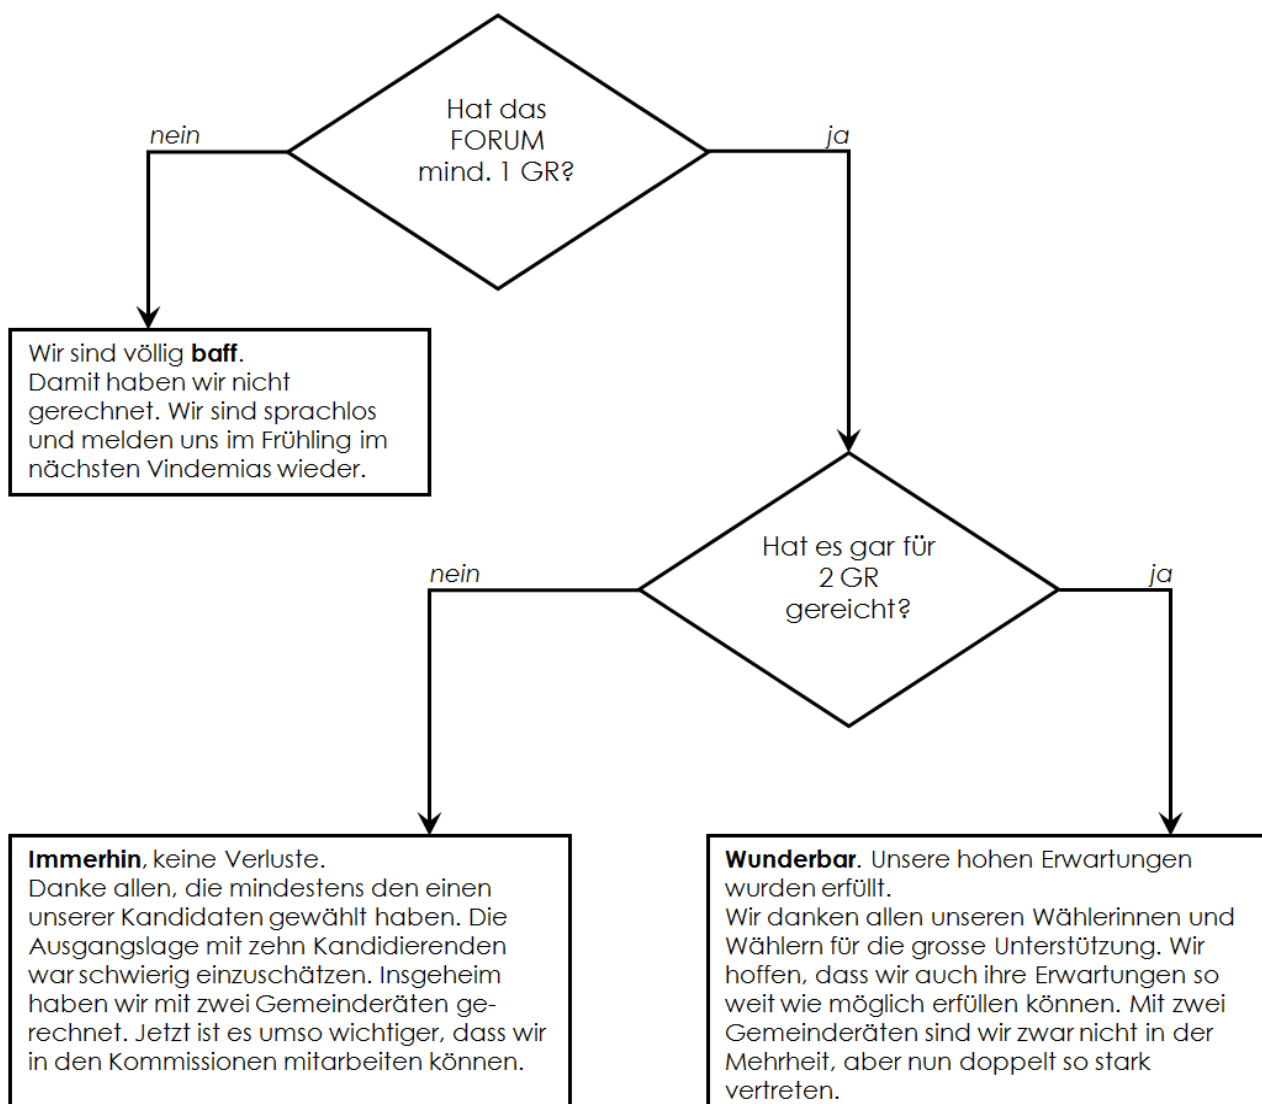 Hat das
FORUM
mind. 1 GR?
nein
ja
Wir sind völlig baff.
Damit haben wir nicht
gerechnet. Wir sind sprachlos
und melden uns im Frühling im
nächsten Vindemias wieder.
Hat es gar für
2 GR
gereicht?
nein
ja
Immerhin, keine Verluste.
Danke allen, die mindestens den einen
unserer Kandidaten gewählt haben. Die
Ausgangslage mit zehn Kandidierenden
war schwierig einzuschätzen. Insgeheim
haben wir mit zwei Gemeinderäten ge-
rechnet. Jetzt ist es umso wichtiger, dass wir
in den Kommissionen mitarbeiten können.
Wunderbar. Unsere hohen Erwartungen
wurden erfüllt.
Wir danken allen unseren Wählerinnen und
Wählern für die grosse Unterstützung. Wir
hoffen, dass wir auch ihre Erwartungen so
weit wie möglich erfüllen können. Mit zwei
Gemeinderäten sind wir zwar nicht in der
Mehrheit, aber nun doppelt so stark
vertreten.